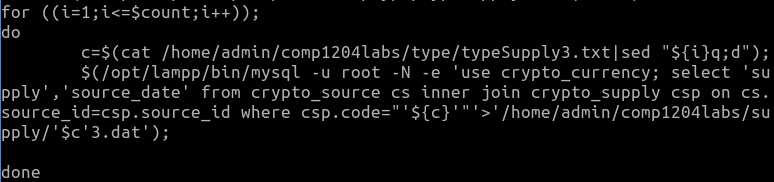 for ((i=1;i<=$count;i++));
do
        c=$(cat /home/admin/comp1204labs/type/typeSupply3.txt|sed "${i}q;d");
        $(/opt/lampp/bin/mysql -u root -N -e 'use crypto_currency; select 'su
pply','source_date' from crypto_source cs inner join crypto_supply csp on cs.
source_id=csp.source_id where csp.code="'${c}'"'>'/home/admin/comp1204labs/su
pply/'$c'3.dat');

done